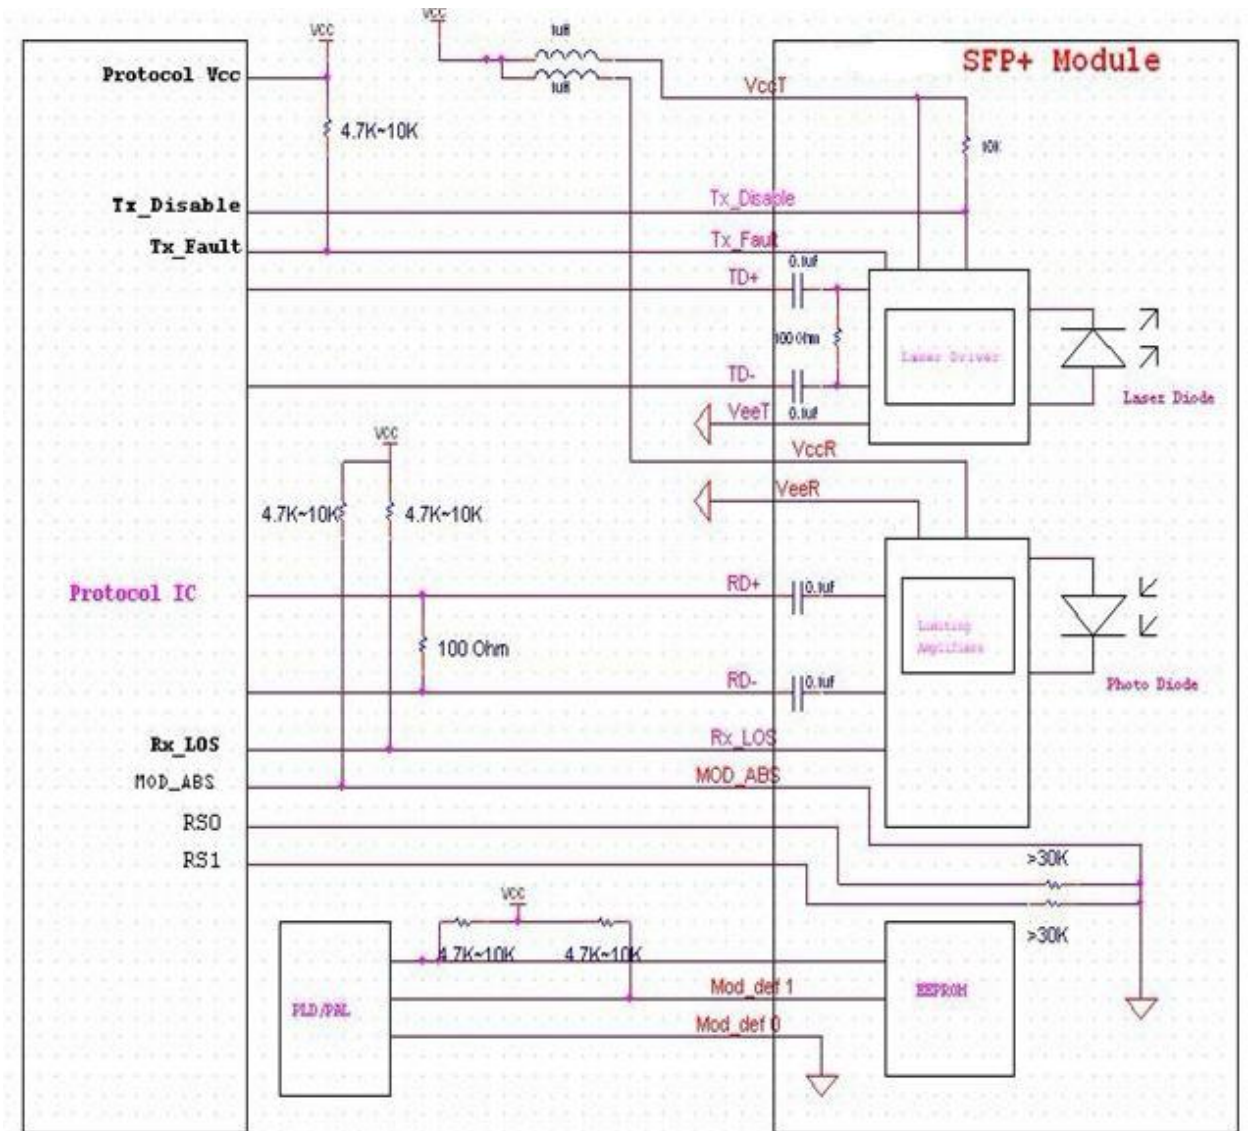 VCC
VCC
1uH
1uH
SFP+ Module
Protocol Vcc
VccT
4.7K~10K
10K
Tx_Disable
Tx_Disable
Tx_Fault
Tx_Fault
0.1uf
TD+
100 Ohm
Laser Driver
TD-
Laser Diode
VeeT
0.1uf
VCC
VccR
VeeR
4.7K~10K
4.7K~10K
Protocol IC
RD+
0.1uf
Limiting
Amplifiers
100 Ohm
RD-
0.1uf
Photo Diode
Rx_LOS
Rx_LOS
MOD_ABS
MOD_ABS
RS0
RS1
>30K
VCC
>30K
4.7K~10K
4.7K~10K
Mod_def 1
EEPROM
PLD/PAL
Mod_def 0